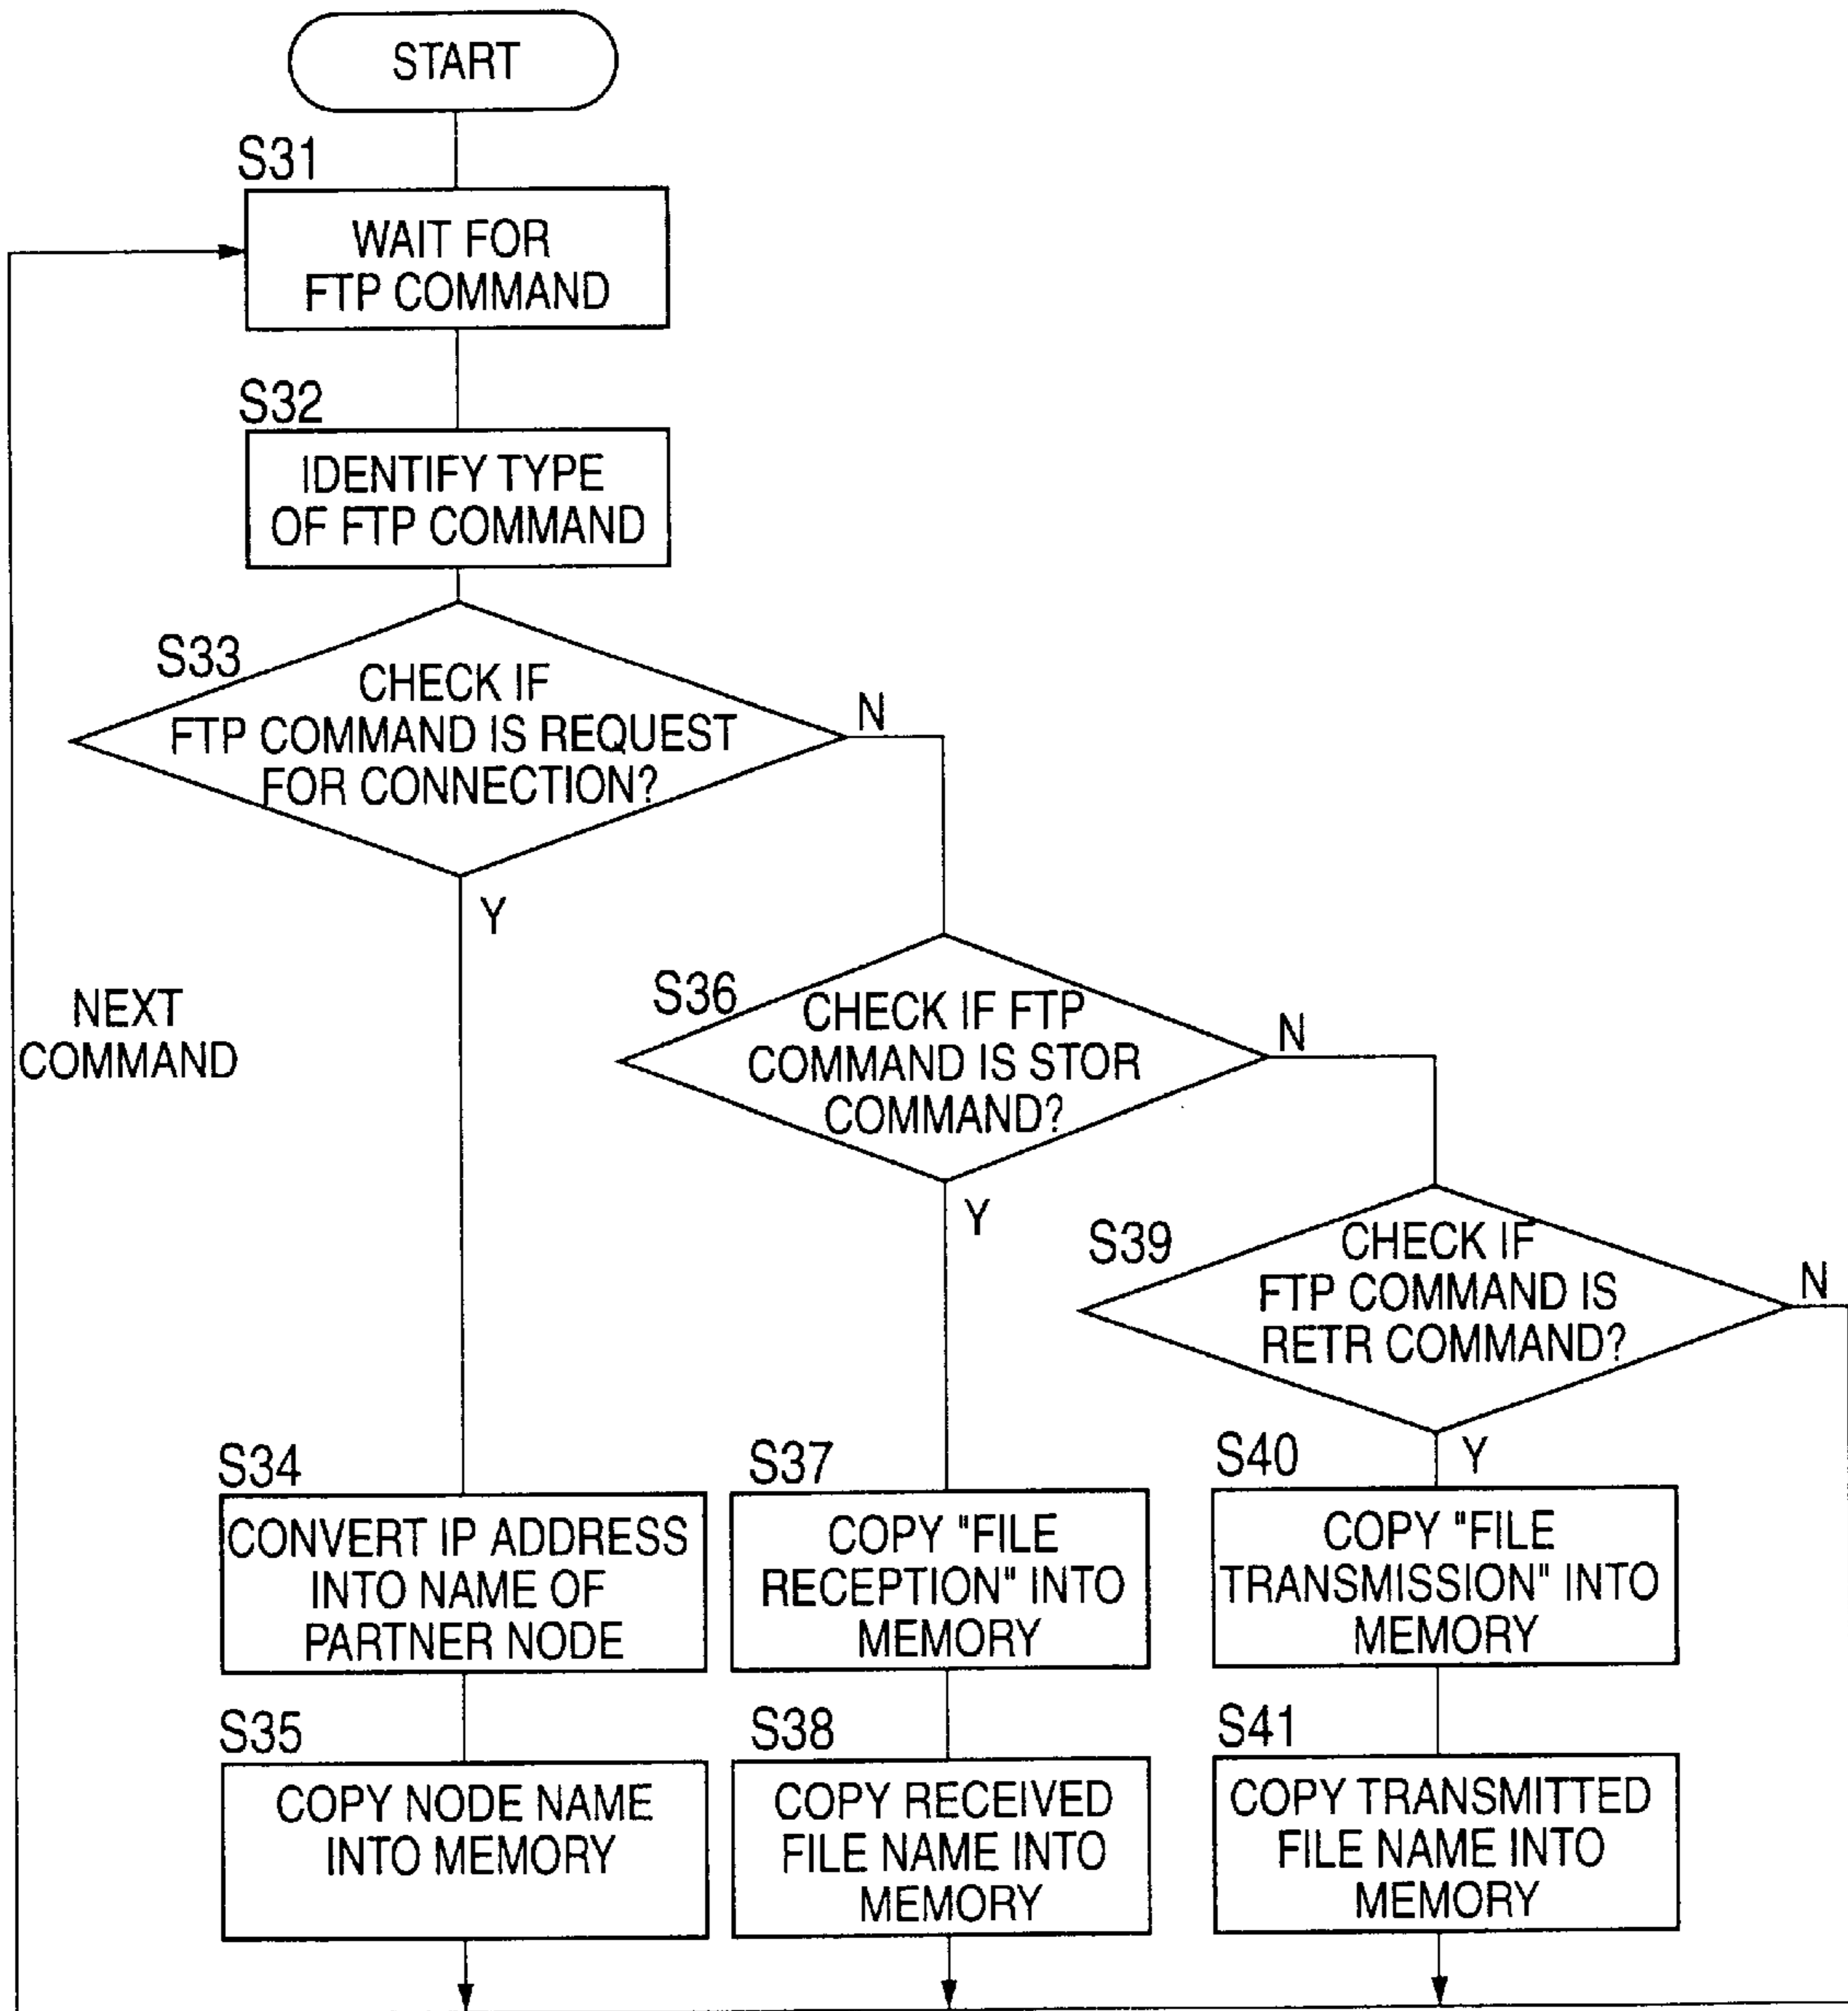 START
S31
WAIT FOR
FTP COMMAND
S32
IDENTIFY TYPE
OF FTP COMMAND
S33
CHECK IF
FTP COMMAND IS REQUEST
FOR CONNECTION?
N
Y
NEXT
COMMAND
S36
CHECK IF FTP
COMMAND IS STOR
COMMAND?
N
Y
S39
CHECK IF
FTP COMMAND IS
RETR COMMAND?
N
Y
S34
CONVERT IP ADDRESS
INTO NAME OF
PARTNER NODE
S35
COPY NODE NAME
INTO MEMORY
S37
COPY "FILE
RECEPTION" INTO
MEMORY
S38
COPY RECEIVED
FILE NAME INTO
MEMORY
S40
COPY "FILE
TRANSMISSION" INTO
MEMORY
S41
COPY TRANSMITTED
FILE NAME INTO
MEMORY